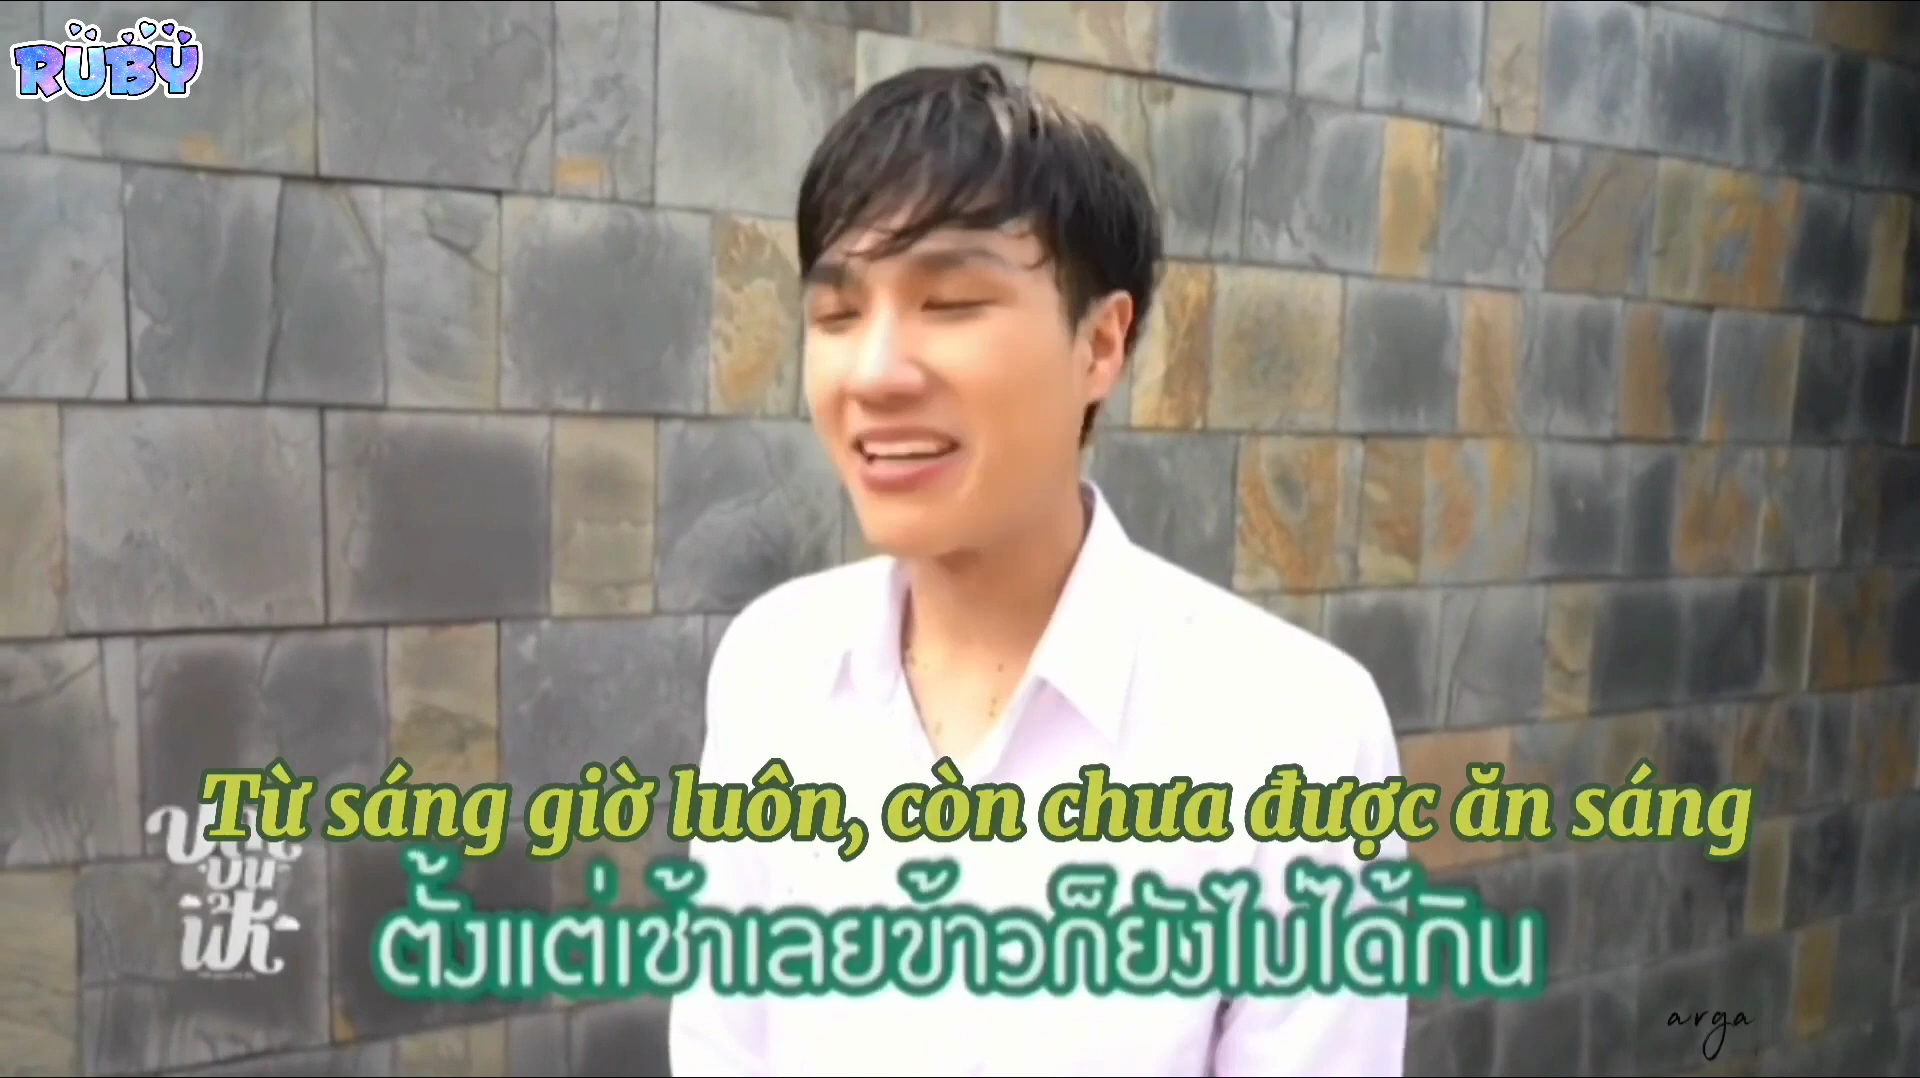 RUBY
Từ sáng giờ luôn, còn chưa được ăn sáng
ตั้งแต่เช้าเลยข้าวก็ยังไม่ได้กิน
arga